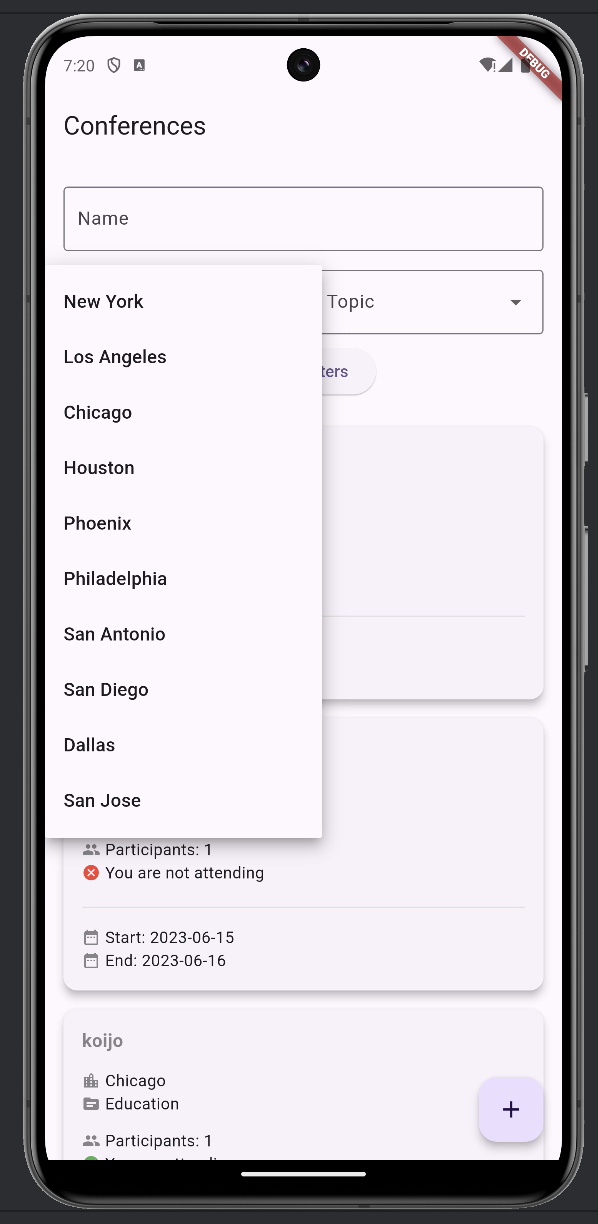 7:20
DEBUG
Conferences
Name
New York
Topic
Los Angeles
ters
Chicago
Houston
Phoenix
Philadelphia
San Antonio
San Diego
Dallas
San Jose
Participants: 1
You are not attending
Start: 2023-06-15
End: 2023-06-16
koijo
Chicago
Education
Participants: 1